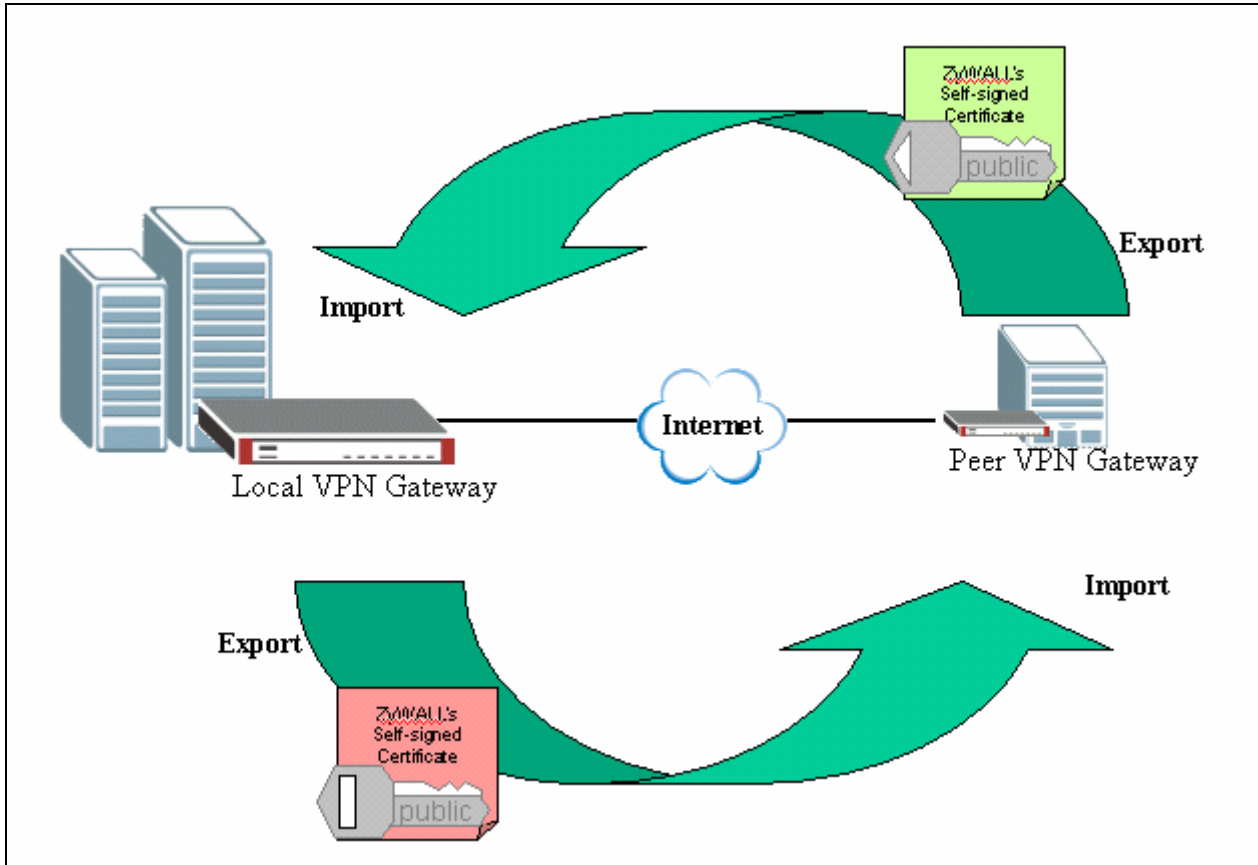 ZyWALL's
Self-signed
Certificate
public
Export
Import
Internet
Peer VPN Gateway
Local VPN Gateway
Import
Export
ZyWALL's
Self-signed
Certificate
public